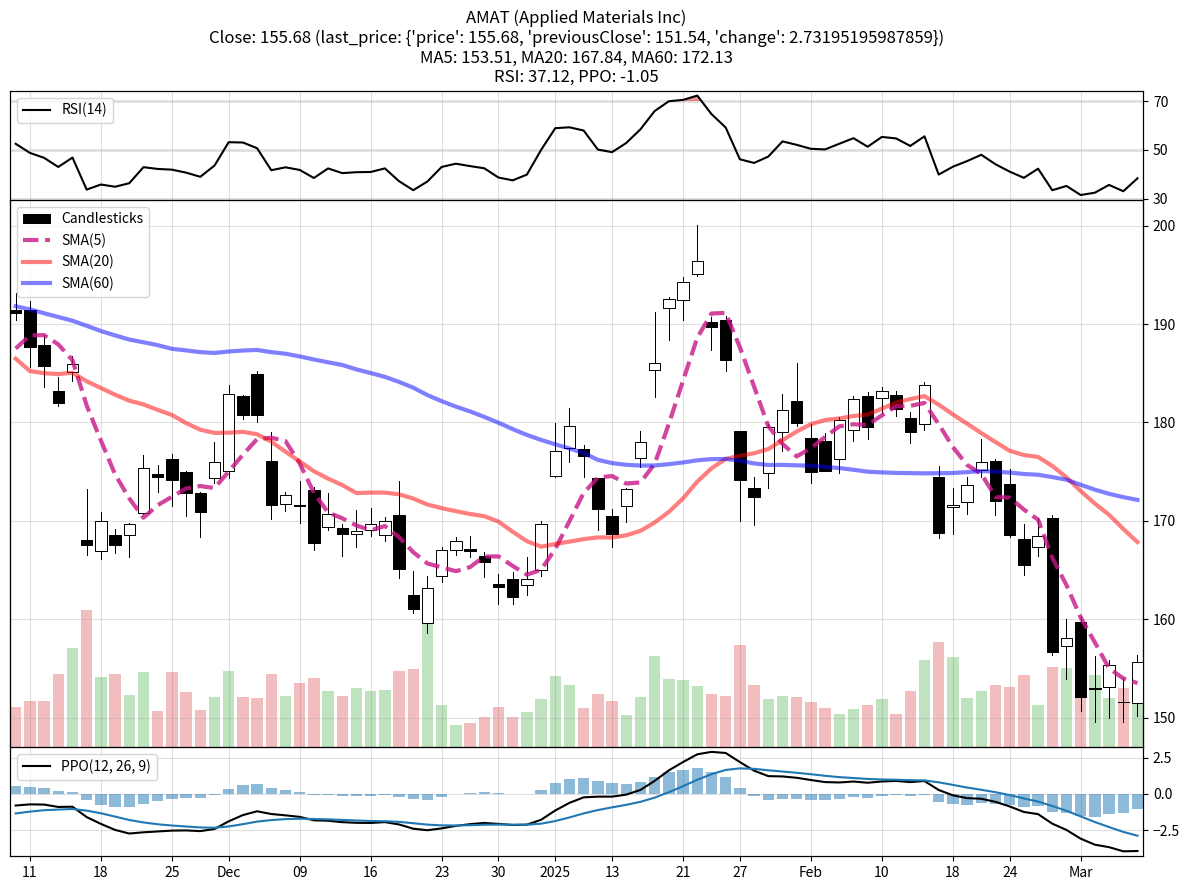 AMAT (Applied Materials Inc)
Close: 155.68 (last_price: {'price': 155.68, 'previousClose': 151.54, 'change': 2.73195195987859})
MA5: 153.51, MA20: 167.84, MA60: 172.13
RSI: 37.12, PPO: -1.05
RSI(14)
70
50
30
Candlesticks
SMA(5)
SMA(20)
SMA(60)
200
190
180
170
160
150
PPO(12, 26, 9)
2.5
0.0
−2.5
11 18 25 Dec 09 16 23 30 2025 13 21 27 Feb 10 18 24 Mar